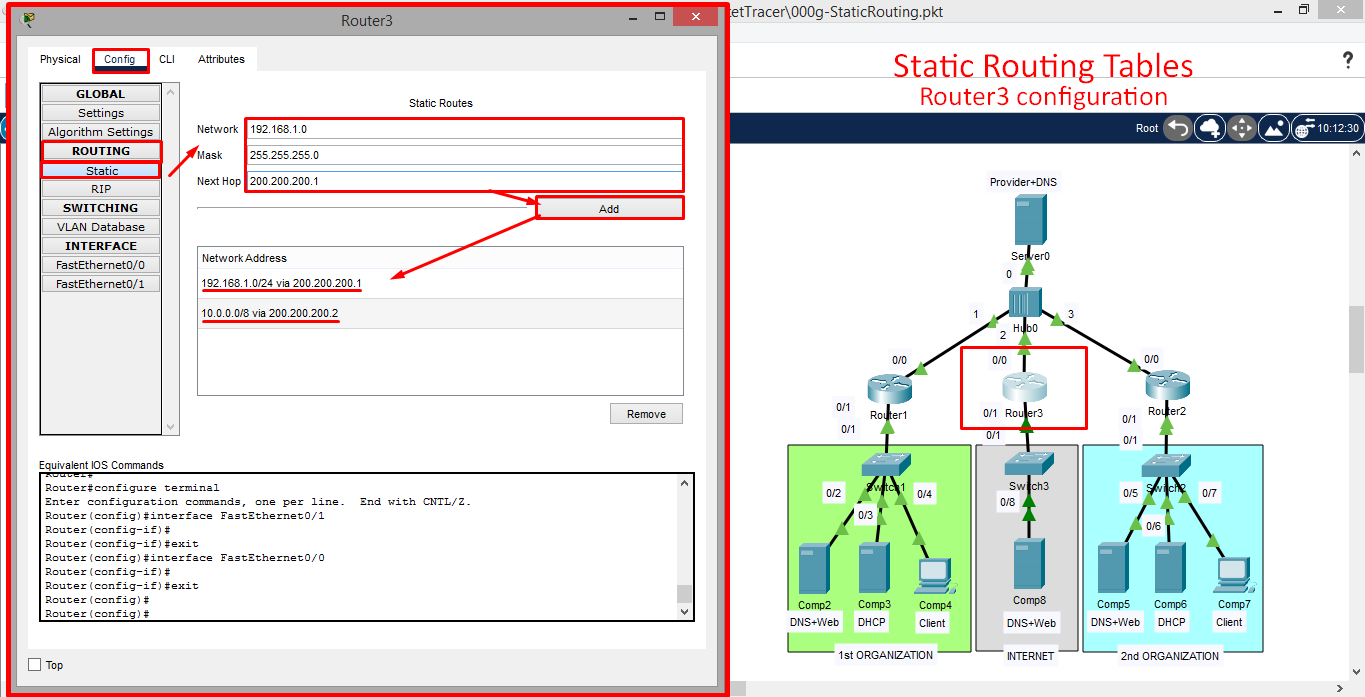 Router3
etTracer\000g-StaticRouting.pkt
Physical
Config
CLI
Attributes
GLOBAL
Settings
Algorithm Settings
ROUTING
Static
RIP
SWITCHING
VLAN Database
INTERFACE
FastEthernet0/0
FastEthernet0/1
Static Routes
Network 192.168.1.0
Mask 255.255.255.0
Next Hop 200.200.200.1
Add
Network Address
192.168.1.0/24 via 200.200.200.1
10.0.0.0/8 via 200.200.200.2
Remove
Equivalent IOS Commands
Router#
Router#configure terminal
Enter configuration commands, one per line. End with CNTL/Z.
Router(config)#interface FastEthernet0/1
Router(config-if)#
Router(config-if)#exit
Router(config)#interface FastEthernet0/0
Router(config-if)#
Router(config-if)#exit
Router(config)#
Router(config)#
Top
Static Routing Tables
Router3 configuration
?
Root
10:12:30
Provider+DNS
Server0
0
1
3
Hub0
2
0/0
0/0
0/0
0/1
Router1
0/1
0/1
Router3
0/1
Router2
0/1
0/1
0/1
Switch1
Switch3
Switch2
0/2
0/4
0/3
0/8
0/5
0/7
0/6
Comp2
Comp3
Comp4
Comp8
Comp5
Comp6
Comp7
DNS+Web
DHCP
Client
DNS+Web
DNS+Web
DHCP
Client
1st ORGANIZATION
INTERNET
2nd ORGANIZATION